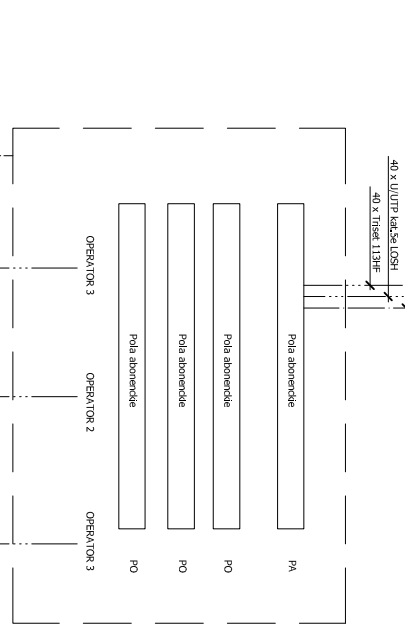 40 x U/UTP kat.5e LOSH
40 x Triset 113HF
Pola abonenckie
PA
Pola abonenckie
PO
Pola abonenckie
PO
Pola abonenckie
PO
OPERATOR 3
OPERATOR 2
OPERATOR 3